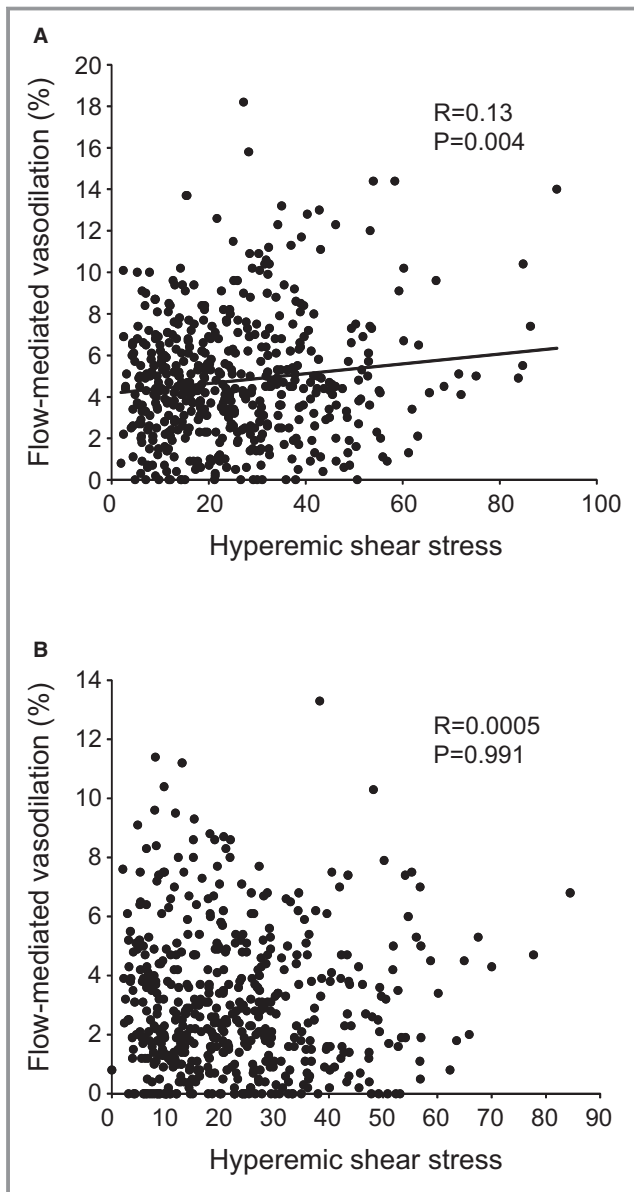 A
Flow-mediated vasodilation (%)
20
18
16
14
12
10
8
6
4
2
0
R=0.13
P=0.004
0 20 40 60 80 100
Hyperemic shear stress
B
Flow-mediated vasodilation (%)
14
12
10
8
6
4
2
0
R=0.0005
P=0.991
0 10 20 30 40 50 60 70 80 90
Hyperemic shear stress